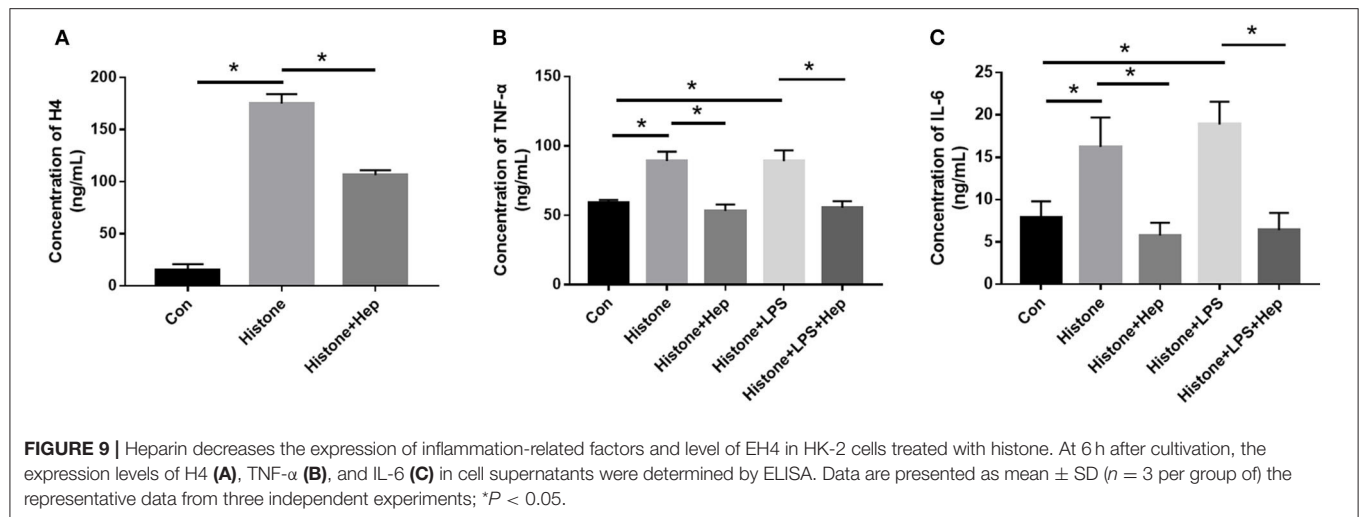 A
*
*
Concentration of H4
(ng/mL)
200
150
100
50
0
Con
Histone
Histone+Hep
B
*
*
*
*
Concentration of TNF-α
(ng/mL)
150
100
50
0
Con
Histone
Histone+Hep
Histone+LPS
Histone+LPS+Hep
C
*
*
*
*
Concentration of IL-6
(ng/mL)
25
20
15
10
5
0
Con
Histone
Histone+Hep
Histone+LPS
Histone+LPS+Hep
FIGURE 9 | Heparin decreases the expression of inflammation-related factors and level of EH4 in HK-2 cells treated with histone. At 6 h after cultivation, the
expression levels of H4 (A), TNF-α (B), and IL-6 (C) in cell supernatants were determined by ELISA. Data are presented as mean ± SD (n = 3 per group of) the
representative data from three independent experiments; *P < 0.05.